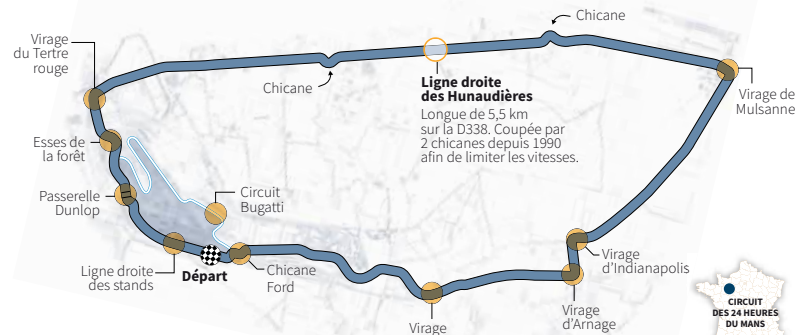 Chicane
Virage
du Tertre
rouge
Chicane
Ligne droite
des Hunaudières
Longue de 5,5 km
sur la D338. Coupée par
2 chicanes depuis 1990
afin de limiter les vitesses.
Virage de
Mulsanne
Esses de
la forêt
Passerelle
Dunlop
Circuit
Bugatti
Ligne droite
des stands
Départ
Chicane
Ford
Virage
Virage
d'Indianapolis
Virage
d'Arnage
CIRCUIT
DES 24 HEURES
DU MANS